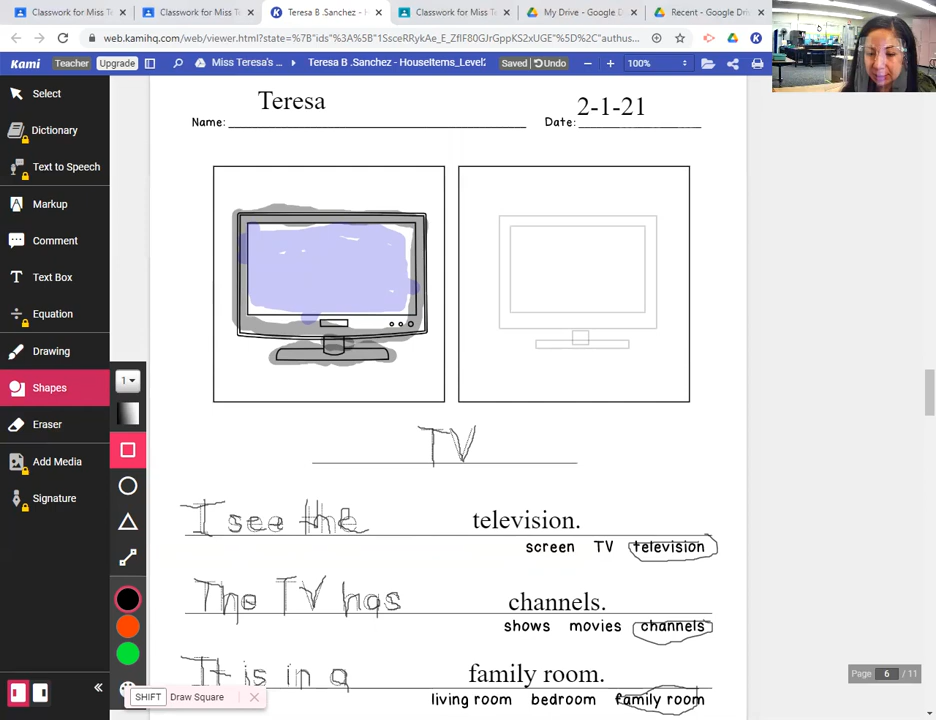 Classwork for Miss T
Classwork for Miss T
Teresa B .Sanchez - H
Classwork for Miss Te
My Drive - Google D
Recent - Google Dri
web.kamihq.com/web/viewer.html?state=%7B"ids"%3A%5B"1SsceRRykAe_E_ZfIF80GJrGppKS2xUGE"%5D%2C"authus
Kami Teacher Upgrade Miss Teresa's ... Teresa B .Sanchez - HouseItems_Level Saved Undo 100%
Select
Dictionary
Text to Speech
Markup
Comment
Text Box
Equation
Drawing
Shapes
Eraser
Add Media
Signature
1
SHIFT Draw Square
Name: Teresa Date: 2-1-21
TV
I see the television.
screen TV television
The TV has channels.
shows movies channels
It is in a family room.
living room bedroom family room
Page 6 / 11